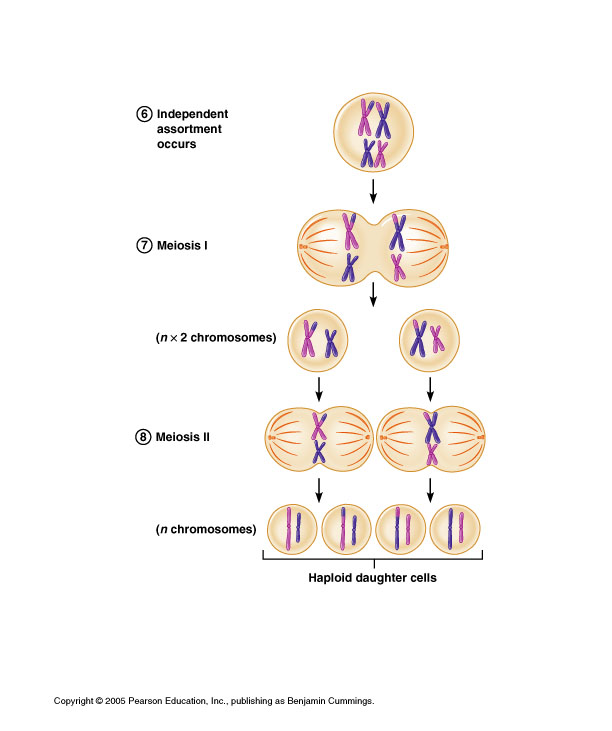 ⑥ Independent
assortment
occurs
⑦ Meiosis I
(n × 2 chromosomes)
⑧ Meiosis II
(n chromosomes)
Haploid daughter cells
Copyright © 2005 Pearson Education, Inc., publishing as Benjamin Cummings.